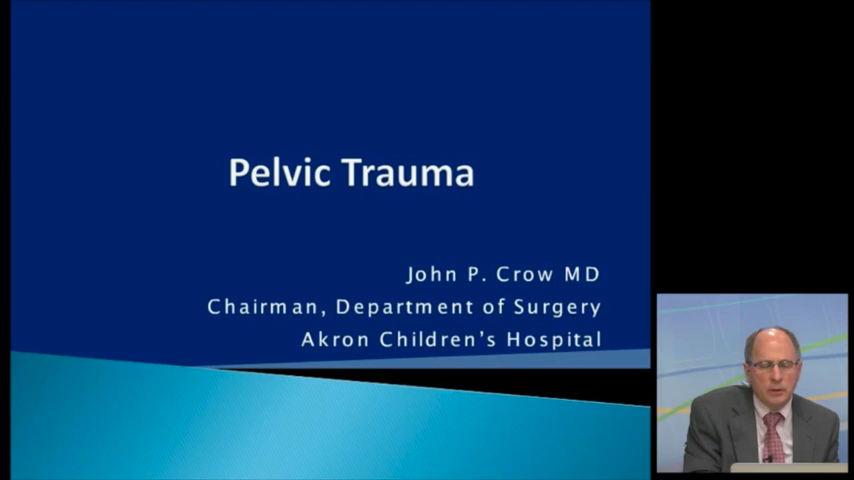 Pelvic Trauma
John P. Crow MD
Chairman, Department of Surgery
Akron Children's Hospital